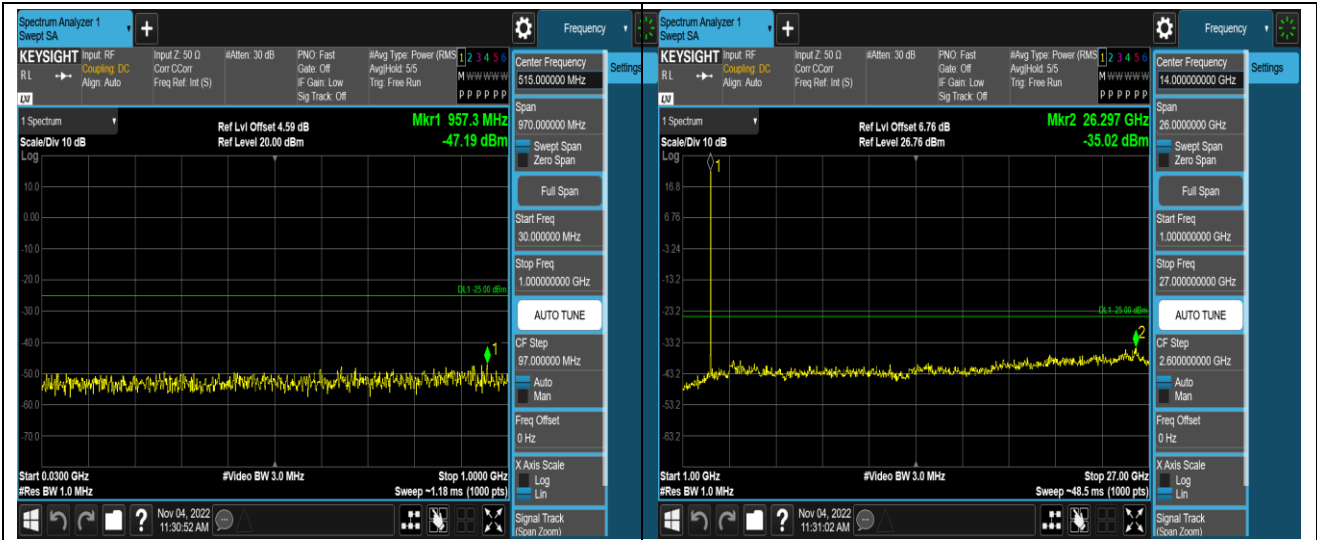 Spectrum Analyzer 1
Swept SA
+
Frequency
KEYSIGHT
RL
LXI
Input: RF
Coupling: DC
Align: Auto
Input Z: 50 Ω
Corr CCorr
Freq Ref: Int (S)
#Atten: 30 dB
PNO: Fast
Gate: Off
IF Gain: Low
Sig Track: Off
#Avg Type: Power (RMS
Avg|Hold: 5/5
Trig: Free Run
1 2 3 4 5 6
M W W W W W
P P P P P P
Center Frequency
515.000000 MHz
Settings
1 Spectrum
Scale/Div 10 dB
Log
Ref Lvl Offset 4.59 dB
Ref Level 20.00 dBm
Mkr1 957.3 MHz
-47.19 dBm
10.0
0.00
-10.0
-20.0
-30.0
-40.0
-50.0
-60.0
-70.0
DL1 -25.00 dBm
1
Start 0.0300 GHz
#Res BW 1.0 MHz
#Video BW 3.0 MHz
Stop 1.0000 GHz
Sweep ~1.18 ms (1000 pts)
Span
970.000000 MHz
Swept Span
Zero Span
Full Span
Start Freq
30.000000 MHz
Stop Freq
1.000000000 GHz
AUTO TUNE
CF Step
97.000000 MHz
Auto
Man
Freq Offset
0 Hz
X Axis Scale
Log
Lin
Signal Track
(Span Zoom)
?
Nov 04, 2022
11:30:52 AM
Spectrum Analyzer 1
Swept SA
+
Frequency
KEYSIGHT
RL
LXI
Input: RF
Coupling: DC
Align: Auto
Input Z: 50 Ω
Corr CCorr
Freq Ref: Int (S)
#Atten: 30 dB
PNO: Fast
Gate: Off
IF Gain: Low
Sig Track: Off
#Avg Type: Power (RMS
Avg|Hold: 5/5
Trig: Free Run
1 2 3 4 5 6
M W W W W W
P P P P P P
Center Frequency
14.000000000 GHz
Settings
1 Spectrum
Scale/Div 10 dB
Log
Ref Lvl Offset 6.76 dB
Ref Level 26.76 dBm
Mkr2 26.297 GHz
-35.02 dBm
1
16.8
6.76
-3.24
-13.2
-23.2
-33.2
-43.2
-53.2
-63.2
DL1 -25.00 dBm
2
Start 1.00 GHz
#Res BW 1.0 MHz
#Video BW 3.0 MHz
Stop 27.00 GHz
Sweep ~48.5 ms (1000 pts)
Span
26.0000000 GHz
Swept Span
Zero Span
Full Span
Start Freq
1.000000000 GHz
Stop Freq
27.000000000 GHz
AUTO TUNE
CF Step
2.600000000 GHz
Auto
Man
Freq Offset
0 Hz
X Axis Scale
Log
Lin
Signal Track
(Span Zoom)
?
Nov 04, 2022
11:31:02 AM